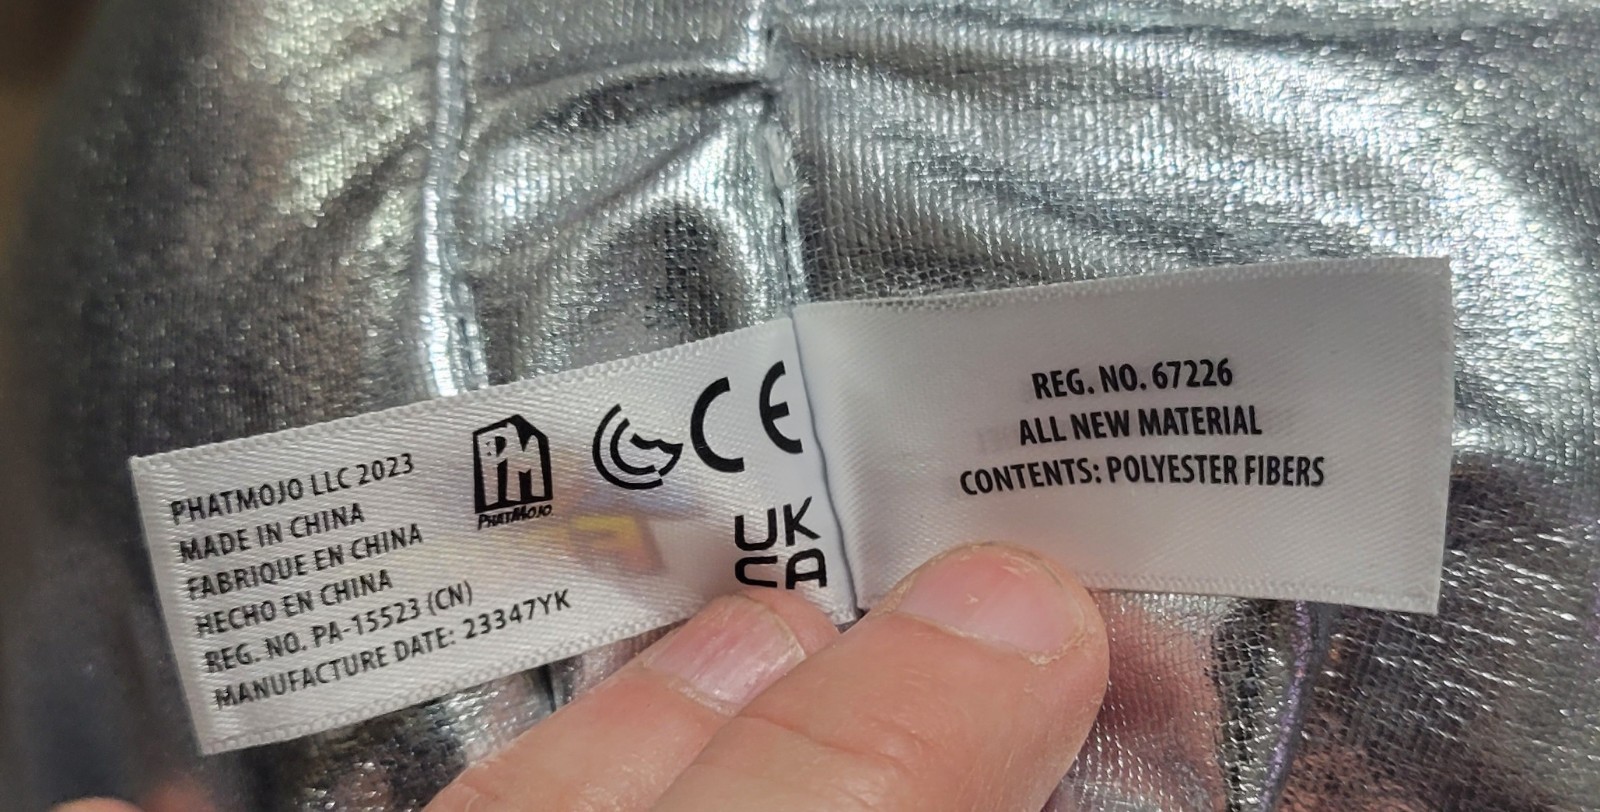 PHATMOJO LLC 2023
MADE IN CHINA
FABRIQUE EN CHINA
HECHO EN CHINA
REG. NO. PA-15523 (CN)
MANUFACTURE DATE: 23347YK
PM
PHATMOJO
CE
UK
CA
REG. NO. 67226
ALL NEW MATERIAL
CONTENTS: POLYESTER FIBERS